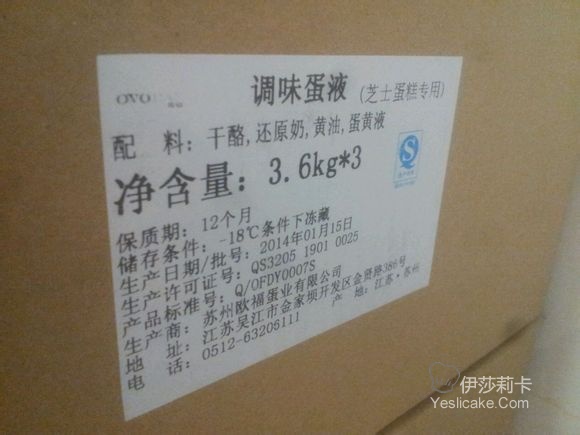 OVO
调味蛋液 (芝士蛋糕专用)
配 料: 干酪,还原奶,黄油,蛋黄液
净含量: 3.6kg*3
保质期: 12个月
储存条件: -18℃条件下冻藏
生产日期/批号: 2014年01月15日
生产许可证号: QS3205 1901 0025
产品标准号: Q/OFDY0007S
生产商: 苏州欧福蛋业有限公司
地 址: 江苏吴江市金家坝开发区金贤路386号
电 话: 0512-63206111 产 地: 江苏·苏州
伊莎莉卡
Yeslicake.Com